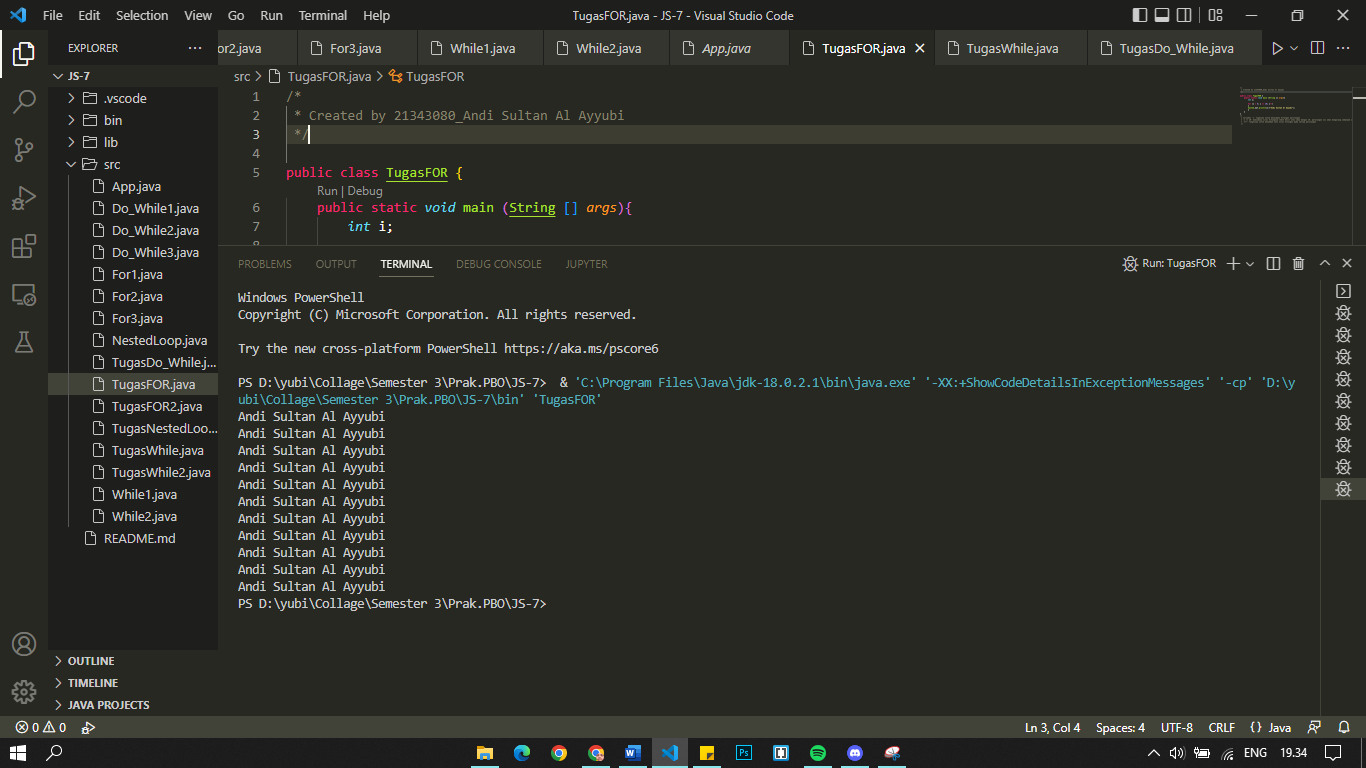 File Edit Selection View Go Run Terminal Help TugasFOR.java - JS-7 - Visual Studio Code
EXPLORER
or2.java For3.java While1.java While2.java App.java TugasFOR.java TugasWhile.java TugasDo_While.java
JS-7
.vscode
bin
lib
src
App.java
Do_While1.java
Do_While2.java
Do_While3.java
For1.java
For2.java
For3.java
NestedLoop.java
TugasDo_While.j...
TugasFOR.java
TugasFOR2.java
TugasNestedLoo...
TugasWhile.java
TugasWhile2.java
While1.java
While2.java
README.md
OUTLINE
TIMELINE
JAVA PROJECTS
src > TugasFOR.java > TugasFOR
1 /*
2 * Created by 21343080_Andi Sultan Al Ayyubi
3 */
4
5 public class TugasFOR {
Run | Debug
6 public static void main (String [] args){
7 int i;
8
PROBLEMS OUTPUT TERMINAL DEBUG CONSOLE JUPYTER Run: TugasFOR
Windows PowerShell
Copyright (C) Microsoft Corporation. All rights reserved.
Try the new cross-platform PowerShell https://aka.ms/pscore6
PS D:\yubi\Collage\Semester 3\Prak.PBO\JS-7> & 'C:\Program Files\Java\jdk-18.0.2.1\bin\java.exe' '-XX:+ShowCodeDetailsInExceptionMessages' '-cp' 'D:\y
ubi\Collage\Semester 3\Prak.PBO\JS-7\bin' 'TugasFOR'
Andi Sultan Al Ayyubi
Andi Sultan Al Ayyubi
Andi Sultan Al Ayyubi
Andi Sultan Al Ayyubi
Andi Sultan Al Ayyubi
Andi Sultan Al Ayyubi
Andi Sultan Al Ayyubi
Andi Sultan Al Ayyubi
Andi Sultan Al Ayyubi
Andi Sultan Al Ayyubi
Andi Sultan Al Ayyubi
PS D:\yubi\Collage\Semester 3\Prak.PBO\JS-7>
0 0 Ln 3, Col 4 Spaces: 4 UTF-8 CRLF {} Java
ENG 19.34